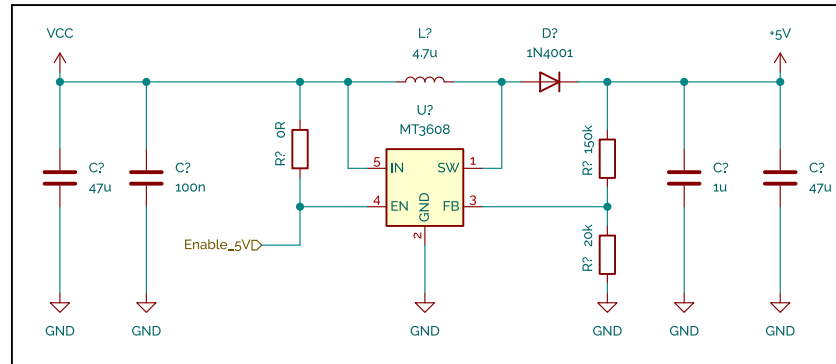 VCC
L?
4.7u
D?
1N4001
+5V
U?
MT3608
R? 0R
5 IN
SW 1
4 EN
FB 3
GND
2
R? 150k
R? 20k
C?
47u
C?
100n
C?
1u
C?
47u
Enable_5V
GND
GND
GND
GND
GND
GND